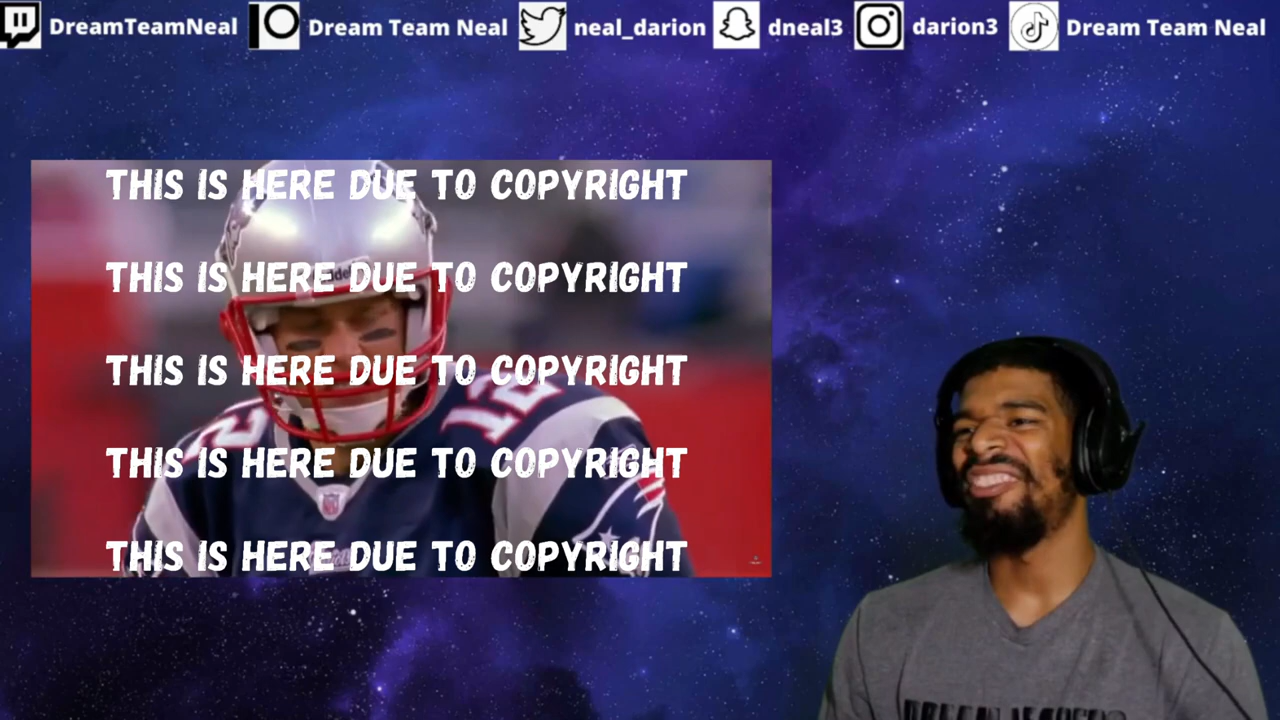 DreamTeamNeal Dream Team Neal neal_darion dneal3 darion3 Dream Team Neal
THIS IS HERE DUE TO COPYRIGHT
THIS IS HERE DUE TO COPYRIGHT
THIS IS HERE DUE TO COPYRIGHT
12
THIS IS HERE DUE TO COPYRIGHT
THIS IS HERE DUE TO COPYRIGHT